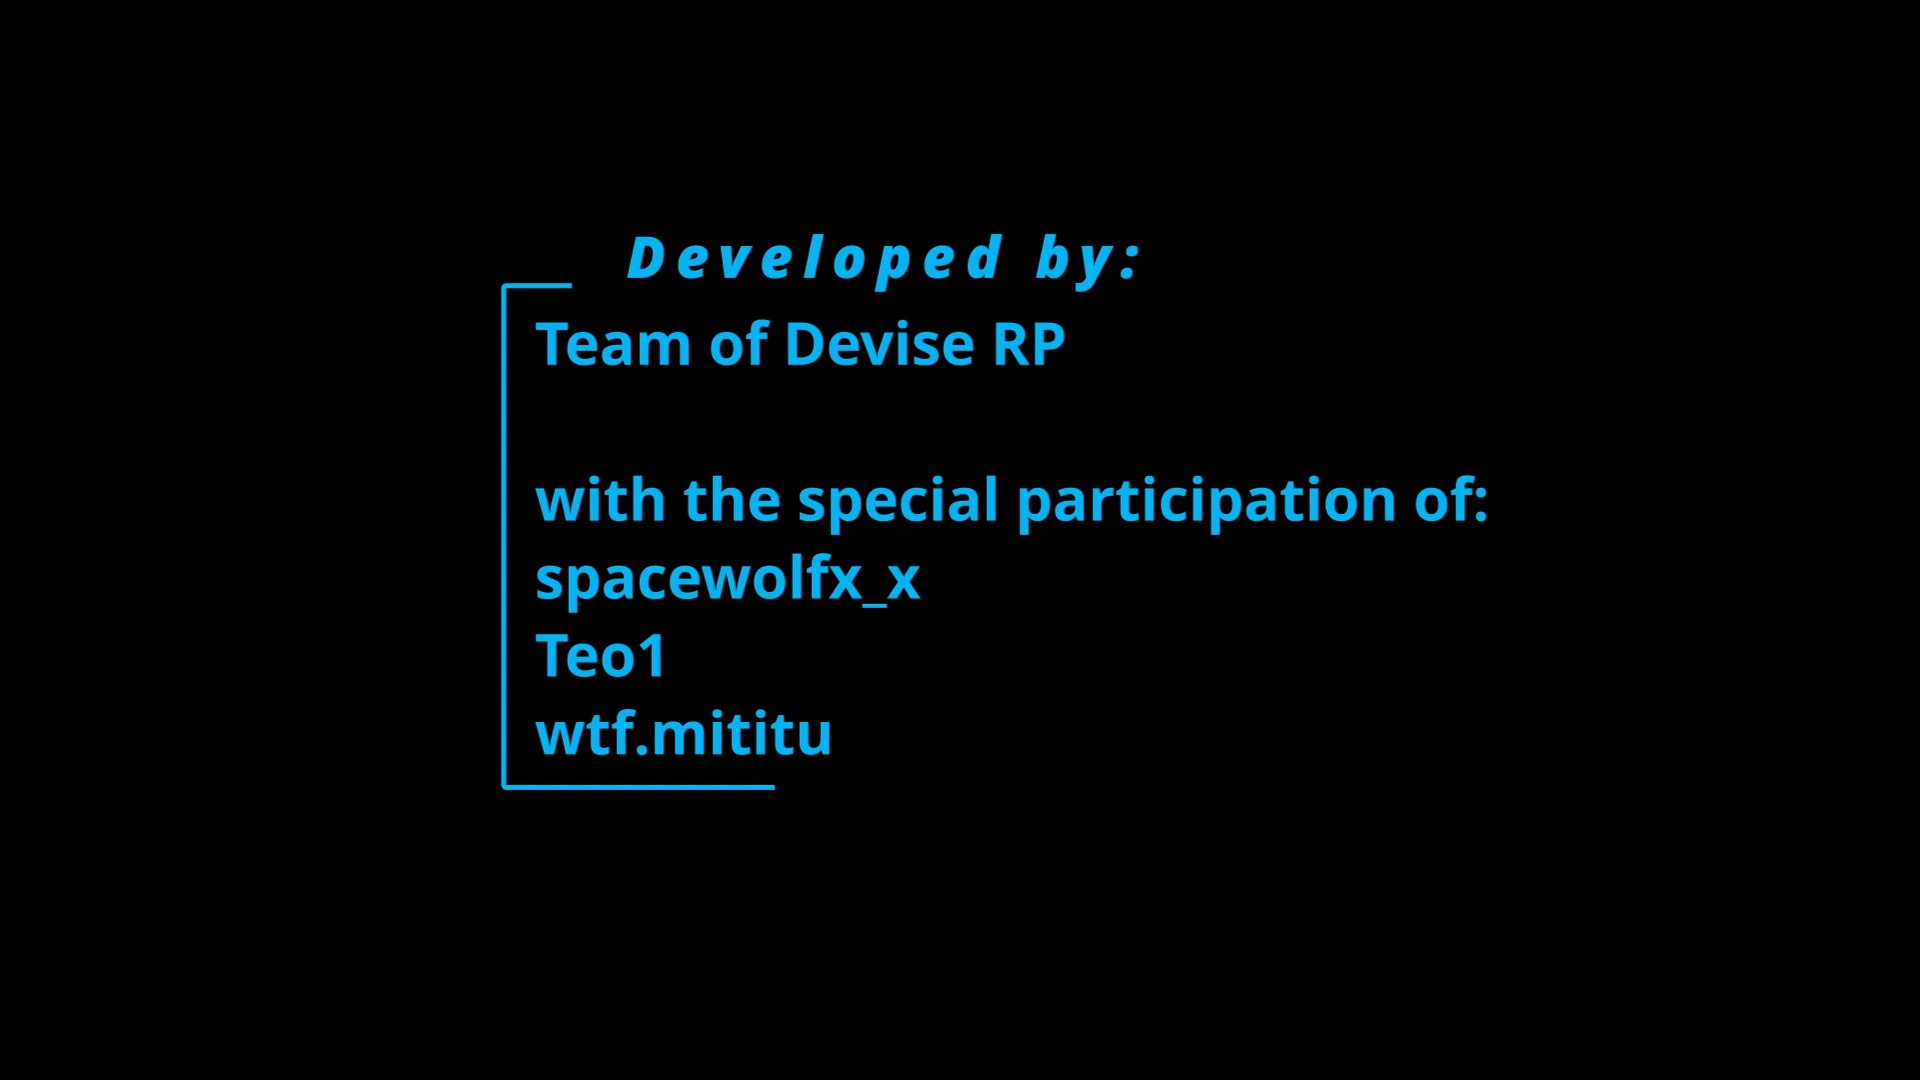 Developed by:
Team of Devise RP
with the special participation of:
spacewolfx_x
Teo1
wtf.mititu